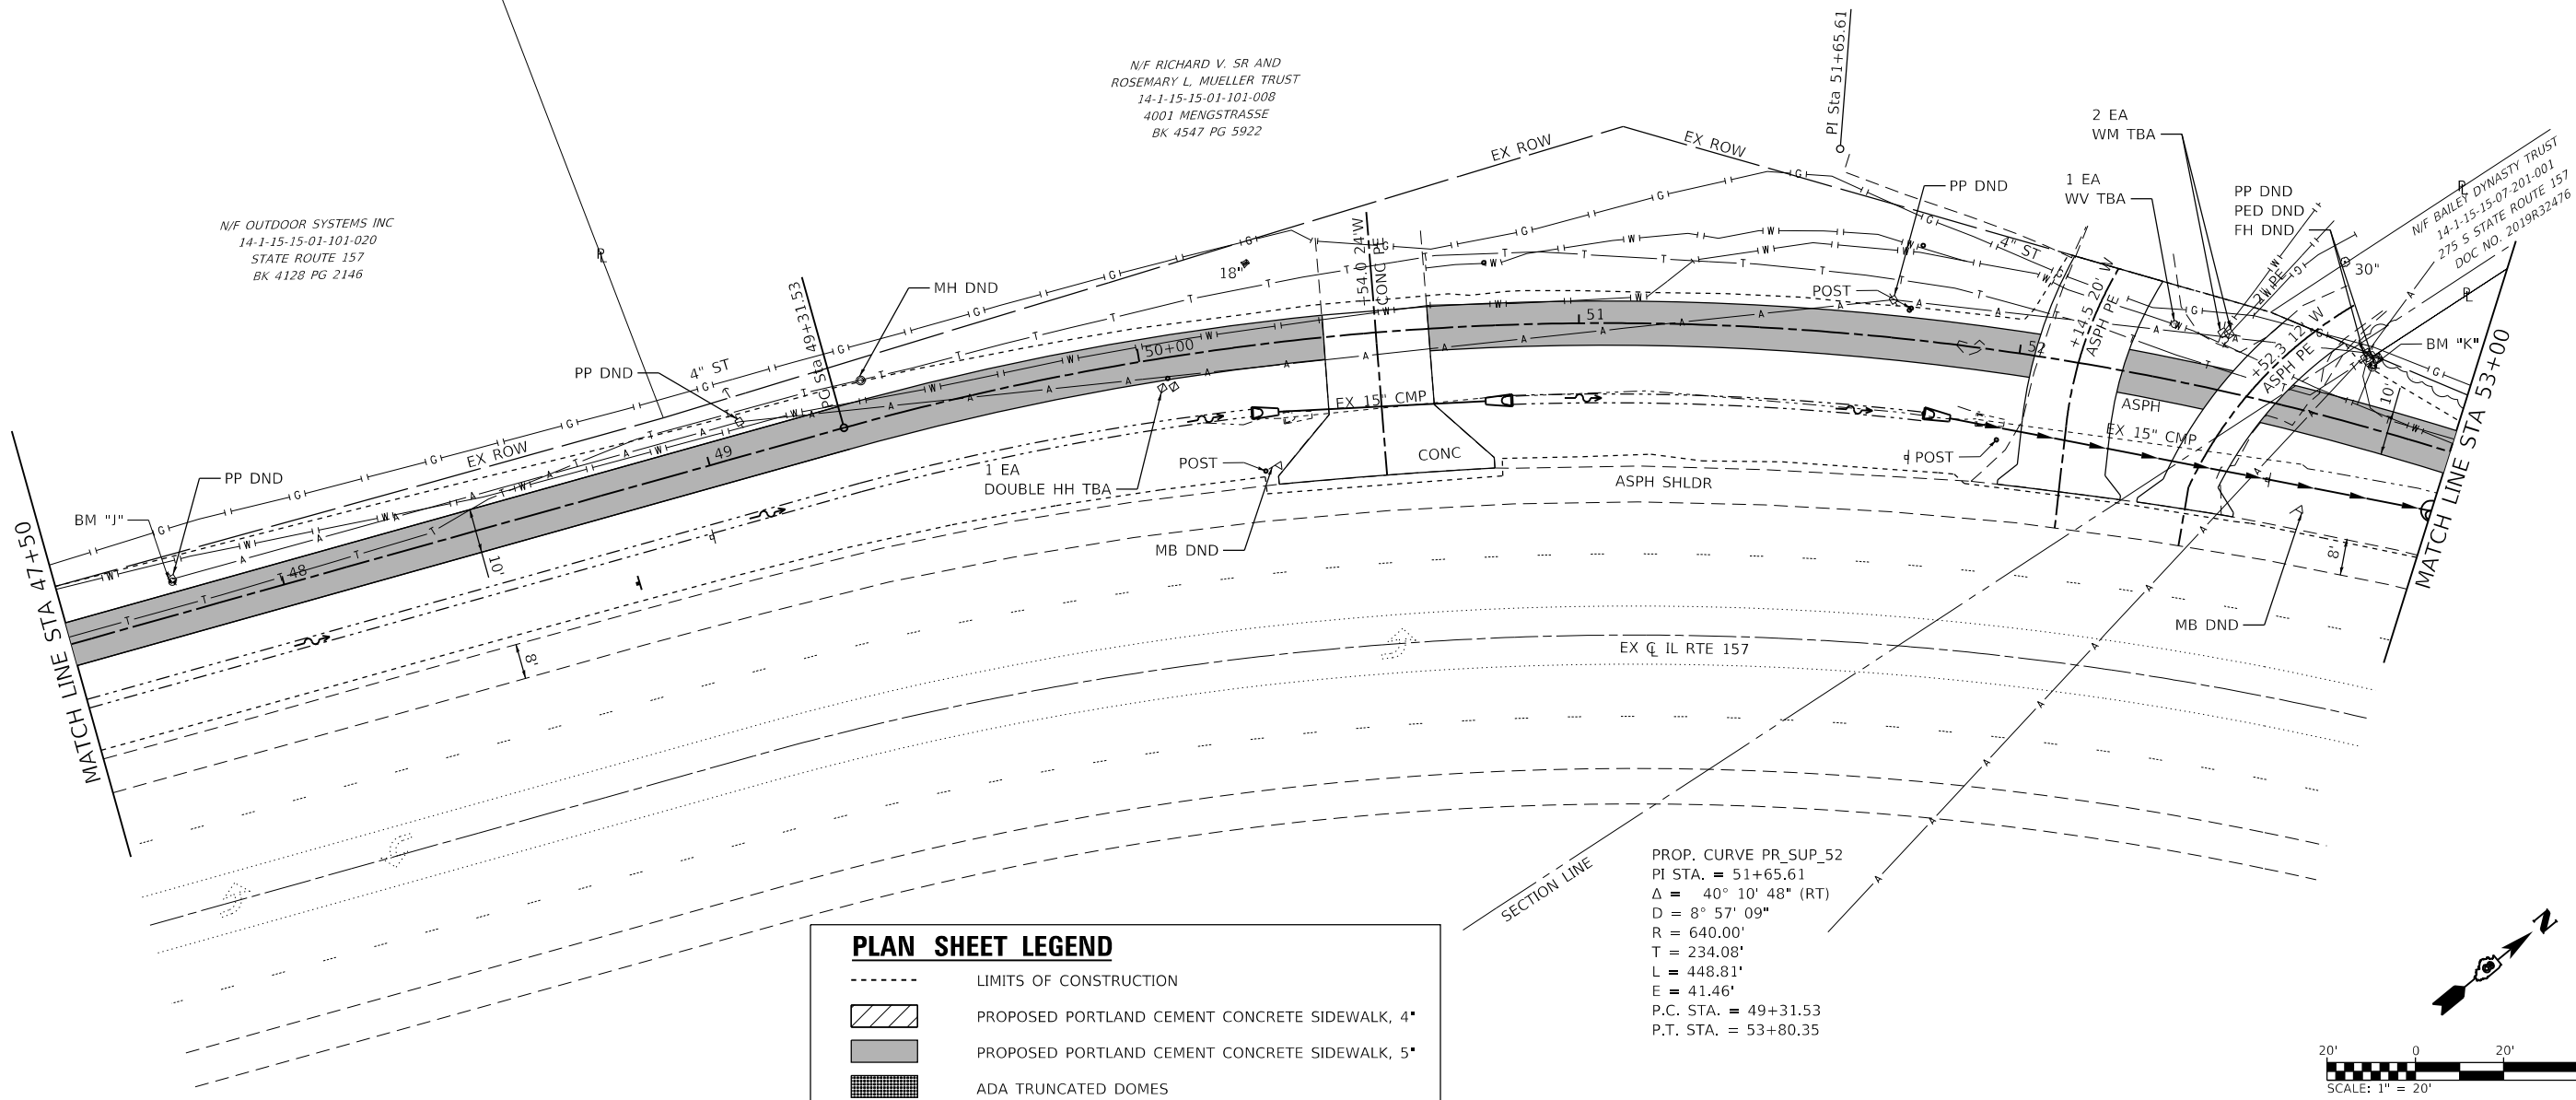 N/F OUTDOOR SYSTEMS INC
14-1-15-15-01-101-020
STATE ROUTE 157
BK 4128 PG 2146
N/F RICHARD V. SR AND
ROSEMARY L. MUELLER TRUST
14-1-15-15-01-101-008
4001 MENGSTRASSE
BK 4547 PG 5922
N/F BAILEY DYNASTY TRUST
14-1-15-15-07-201-001
275 S STATE ROUTE 157
DOC NO. 2019R32476
MATCH LINE STA 47+50
BM "J"
PP DND
EX ROW
4" ST
PP DND
PC Sta 49+31.53
MH DND
18"
48
49
50+00
51
52
10'
8'
1 EA
DOUBLE HH TBA
POST
MB DND
EX 15" CMP
CONC
+54.0 24' W
CONC PE
EX ROW
EX ROW
PI Sta 51+65.61
PP DND
POST
POST
4" ST
ASPH SHLDR
+14.5 20' W
ASPH PE
1 EA
WV TBA
2 EA
WM TBA
2" PE
PP DND
PED DND
FH DND
30"
BM "K"
+52.3 12' W
ASPH PE
ASPH
EX 15" CMP
10'
8'
MB DND
MATCH LINE STA 53+00
EX ℄ IL RTE 157
SECTION LINE
PROP. CURVE PR_SUP_52
PI STA. = 51+65.61
Δ = 40° 10' 48" (RT)
D = 8° 57' 09"
R = 640.00'
T = 234.08'
L = 448.81'
E = 41.46'
P.C. STA. = 49+31.53
P.T. STA. = 53+80.35
PLAN SHEET LEGEND
LIMITS OF CONSTRUCTION
PROPOSED PORTLAND CEMENT CONCRETE SIDEWALK, 4"
PROPOSED PORTLAND CEMENT CONCRETE SIDEWALK, 5"
ADA TRUNCATED DOMES
N
20' 0 20'
SCALE: 1" = 20'